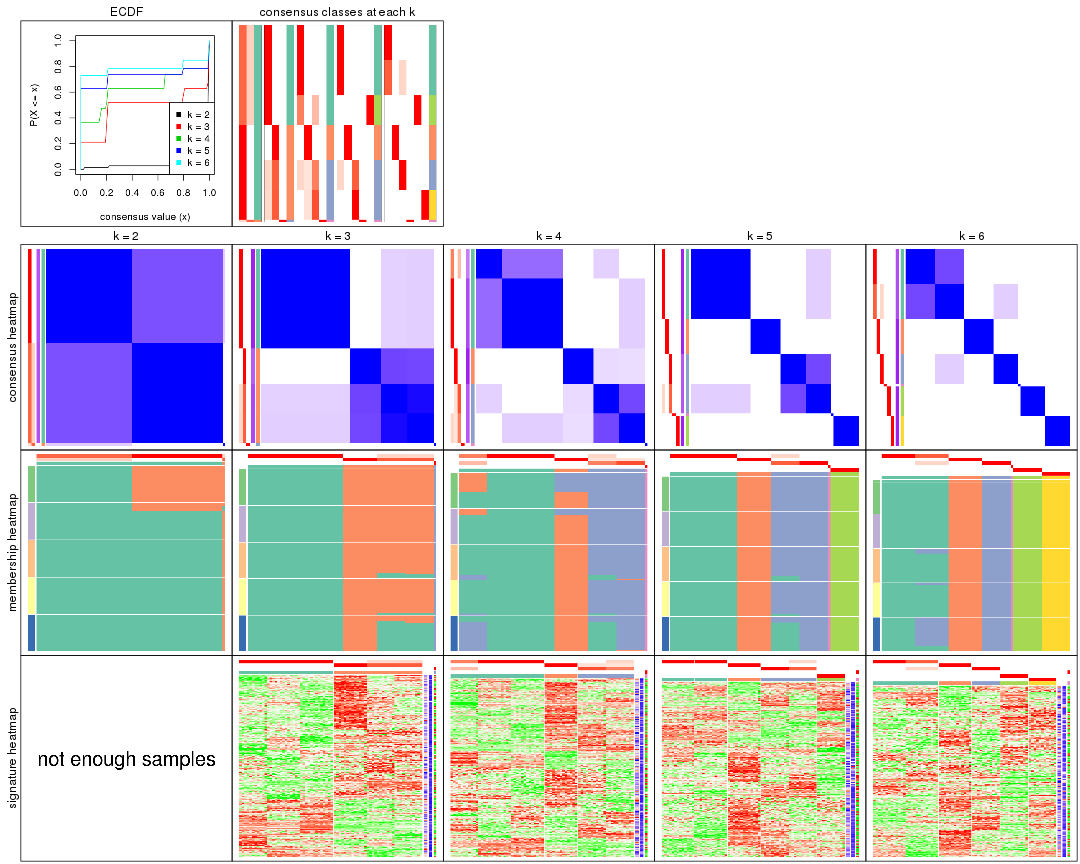 ECDF
consensus classes at each k
P(X <= x)
0.0 0.2 0.4 0.6 0.8 1.0
k = 2
k = 3
k = 4
k = 5
k = 6
0.0 0.2 0.4 0.6 0.8 1.0
consensus value (x)
k = 2
k = 3
k = 4
k = 5
k = 6
consensus heatmap
membership heatmap
signature heatmap
not enough samples